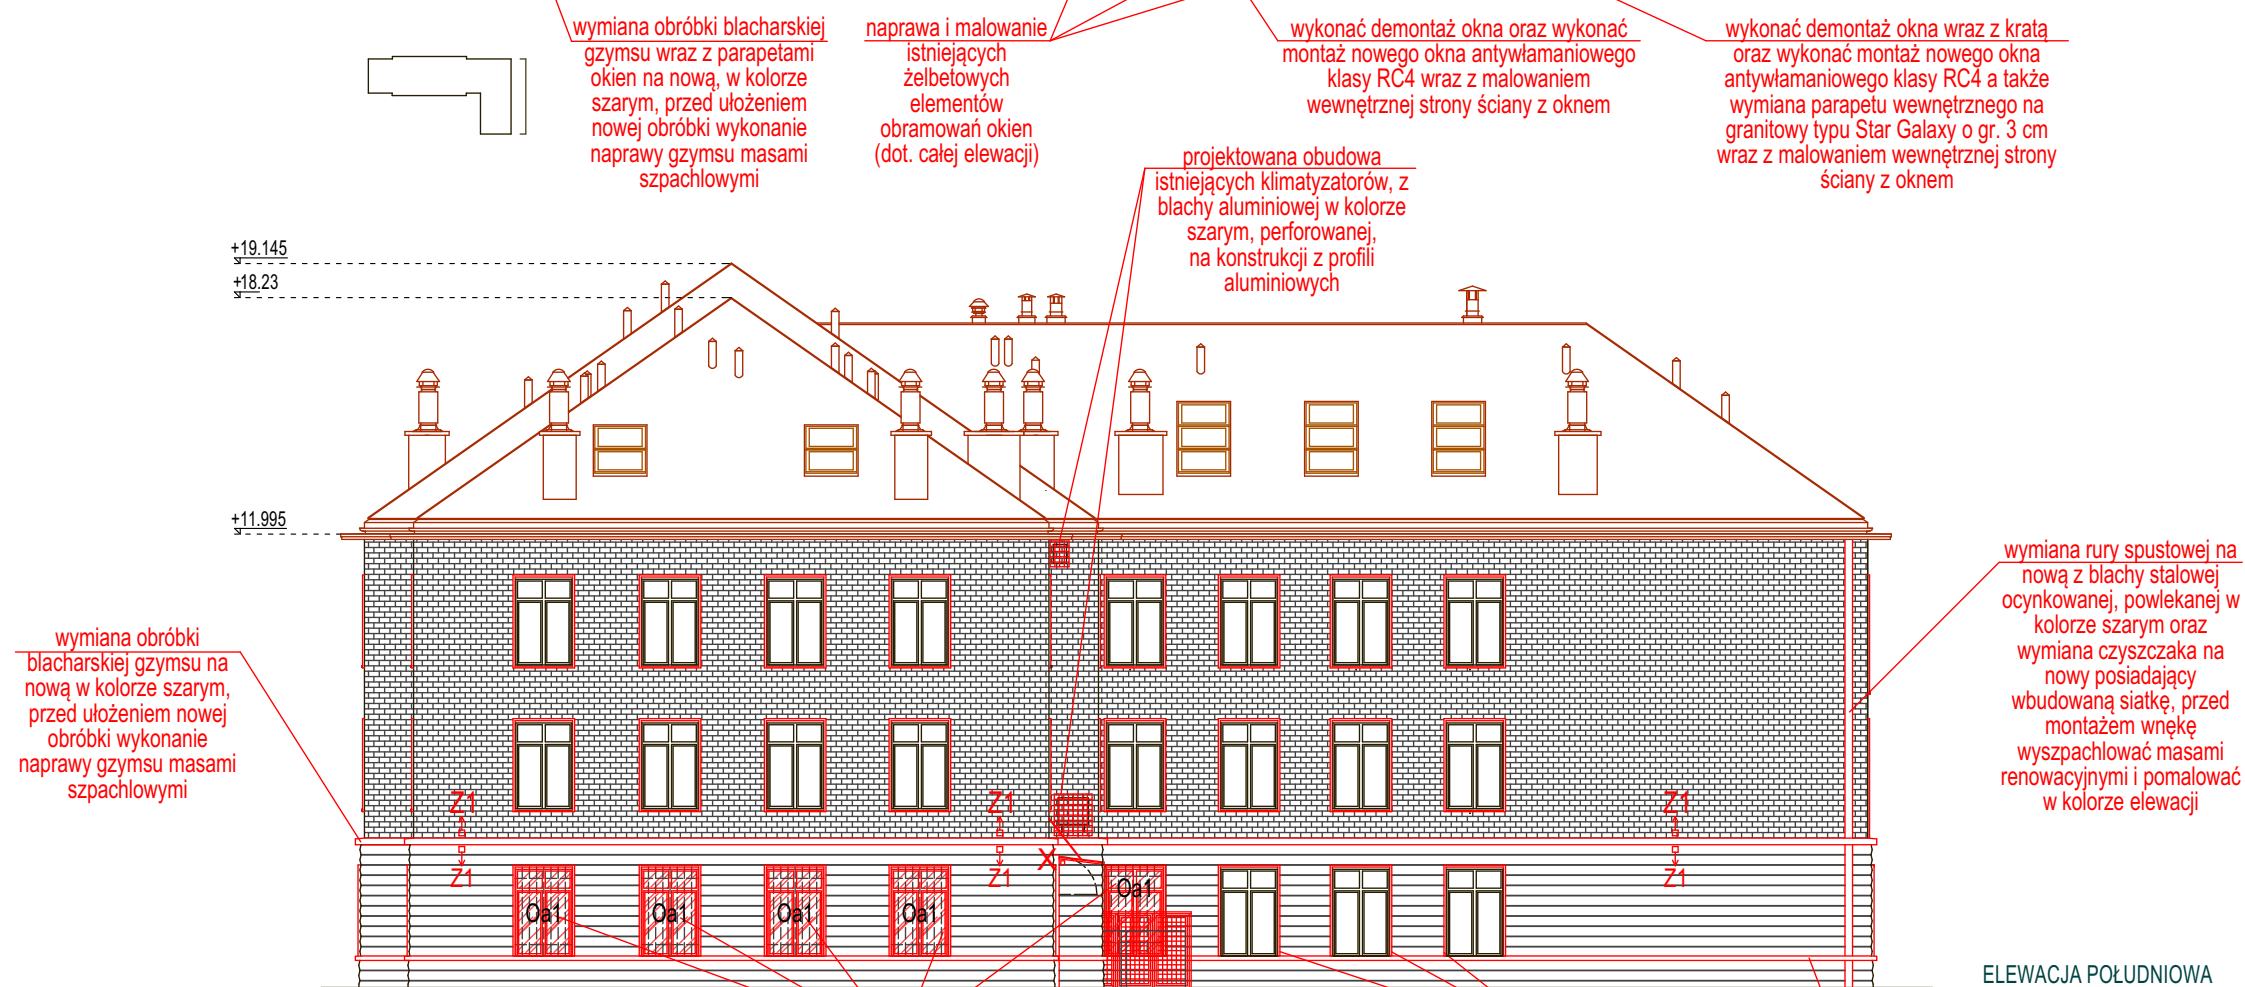 wymiana obróbki blacharskiej
gzymsu wraz z parapetami
okien na nową, w kolorze
szarym, przed ułożeniem
nowej obróbki wykonanie
naprawy gzymsu masami
szpachlowymi
naprawa i malowanie
istniejących
żelbetowych
elementów
obramowań okien
(dot. całej elewacji)
wykonać demontaż okna oraz wykonać
montaż nowego okna antywłamaniowego
klasy RC4 wraz z malowaniem
wewnętrznej strony ściany z oknem
wykonać demontaż okna wraz z kratą
oraz wykonać montaż nowego okna
antywłamaniowego klasy RC4 a także
wymiana parapetu wewnętrznego na
granitowy typu Star Galaxy o gr. 3 cm
wraz z malowaniem wewnętrznej strony
ściany z oknem
projektowana obudowa
istniejących klimatyzatorów, z
blachy aluminiowej w kolorze
szarym, perforowanej,
na konstrukcji z profili
aluminiowych
+19.145
+18.23
+11.995
wymiana obróbki
blacharskiej gzymsu na
nową w kolorze szarym,
przed ułożeniem nowej
obróbki wykonanie
naprawy gzymsu masami
szpachlowymi
wymiana rury spustowej na
nową z blachy stalowej
ocynkowanej, powlekanej w
kolorze szarym oraz
wymiana czyszczaka na
nowy posiadający
wbudowaną siatkę, przed
montażem wnękę
wyszpachlować masami
renowacyjnymi i pomalować
w kolorze elewacji
Z1
Z1
Z1
X
Z1
Z1
Z1
Oa1
Oa1
Oa1
Oa1
Oa1
ELEWACJA POŁUDNIOWA